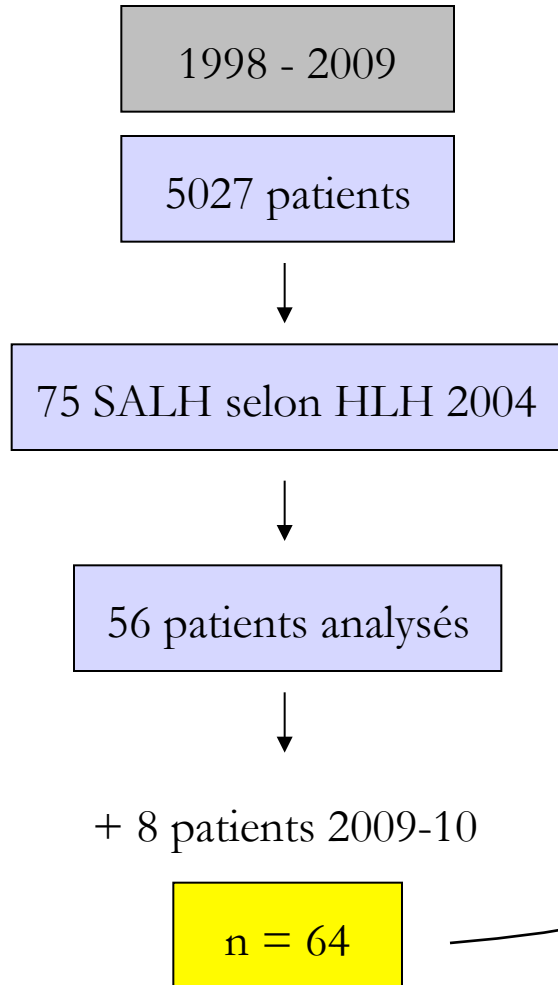 1998 - 2009
5027 patients
75 SALH selon HLH 2004
56 patients analysés
+ 8 patients 2009-10
n = 64